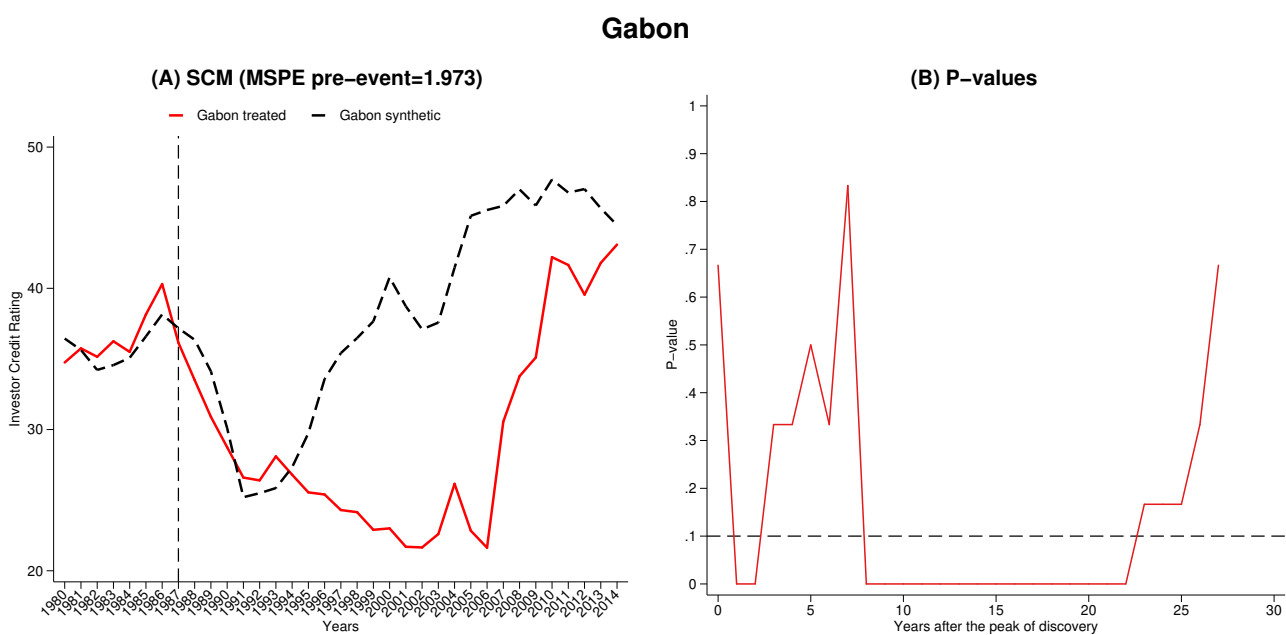 Gabon
(A) SCM (MSPE pre−event=1.973)
Gabon treated
Gabon synthetic
Investor Credit Rating
50
40
30
20
1980 1981 1982 1983 1984 1985 1986 1987 1988 1989 1990 1991 1992 1993 1994 1995 1996 1997 1998 1999 2000 2001 2002 2003 2004 2005 2006 2007 2008 2009 2010 2011 2012 2013 2014
Years
(B) P−values
P−value
1
.9
.8
.7
.6
.5
.4
.3
.2
.1
0
0 5 10 15 20 25 30
Years after the peak of discovery